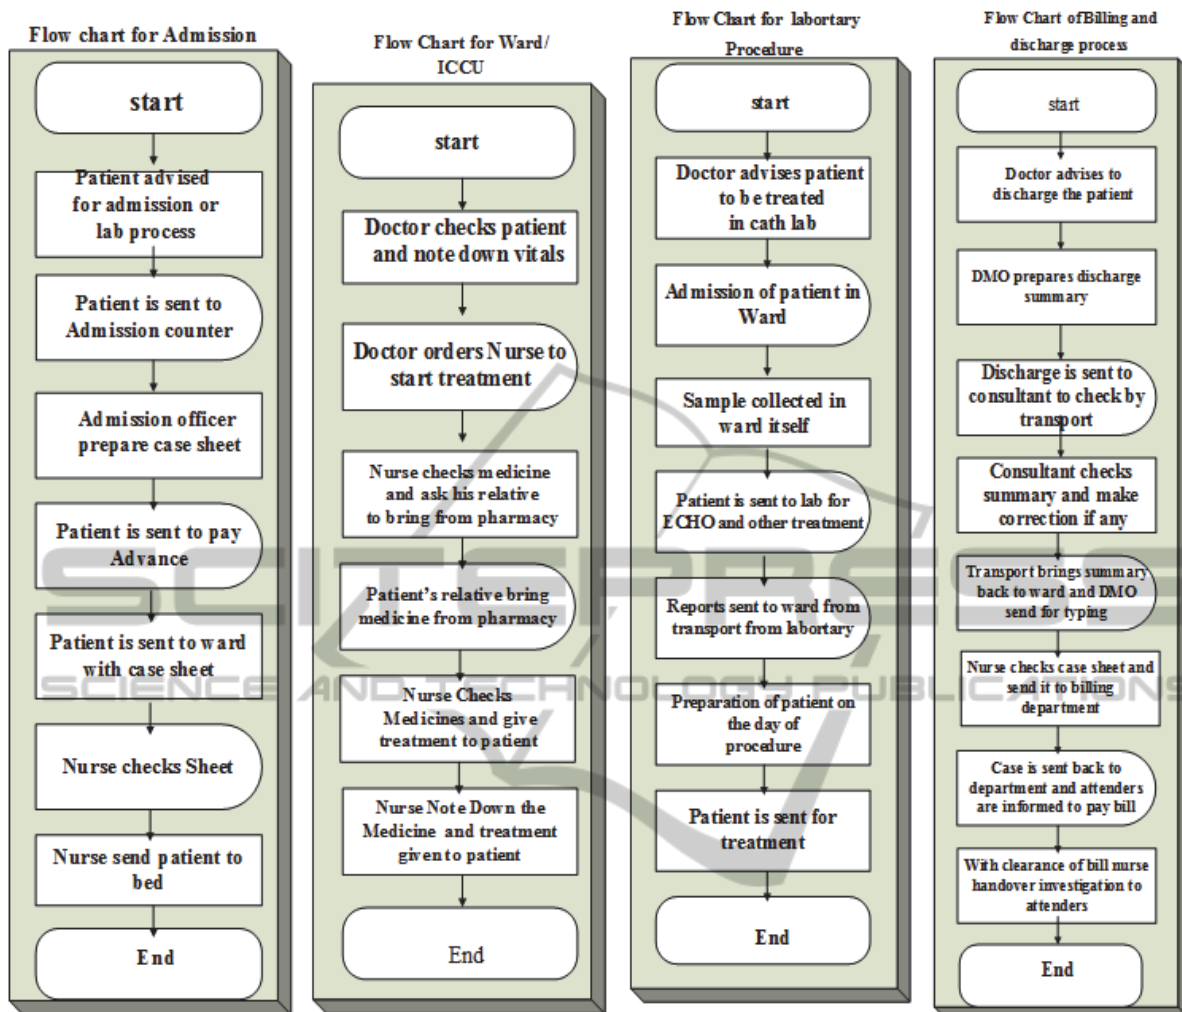 Flow chart for Admission
start
Patient advised
for admission or
lab process
Patient is sent to
Admission counter
Admission officer
prepare case sheet
Patient is sent to pay
Advance
Patient is sent to ward
with case sheet
Nurse checks Sheet
Nurse send patient to
bed
End
Flow Chart for Ward/
ICCU
start
Doctor checks patient
and note down vitals
Doctor orders Nurse to
start treatment
Nurse checks medicine
and ask his relative
to bring from pharmacy
Patient's relative bring
medicine from pharmacy
Nurse Checks
Medicines and give
treatment to patient
Nurse Note Down the
Medicine and treatment
given to patient
End
Flow Chart for labortary
Procedure
start
Doctor advises patient
to be treated
in cath lab
Admission of patient in
Ward
Sample collected in
ward itself
Patient is sent to lab for
ECHO and other treatment
Reports sent to ward from
transport from labortary
Preparation of patient on
the day of
procedure
Patient is sent for
treatment
End
Flow Chart of Billing and
discharge process
start
Doctor advises to
discharge the patient
DMO prepares discharge
summary
Discharge is sent to
consultant to check by
transport
Consultant checks
summary and make
correction if any
Transport brings summary
back to ward and DMO
send for typing
Nurse checks case sheet and
send it to billing
department
Case is sent back to
department and attenders
are informed to pay bill
With clearance of bill nurse
handover investigation to
attenders
End
SCITEPRESS
SCIENCE AND TECHNOLOGY PUBLICATIONS